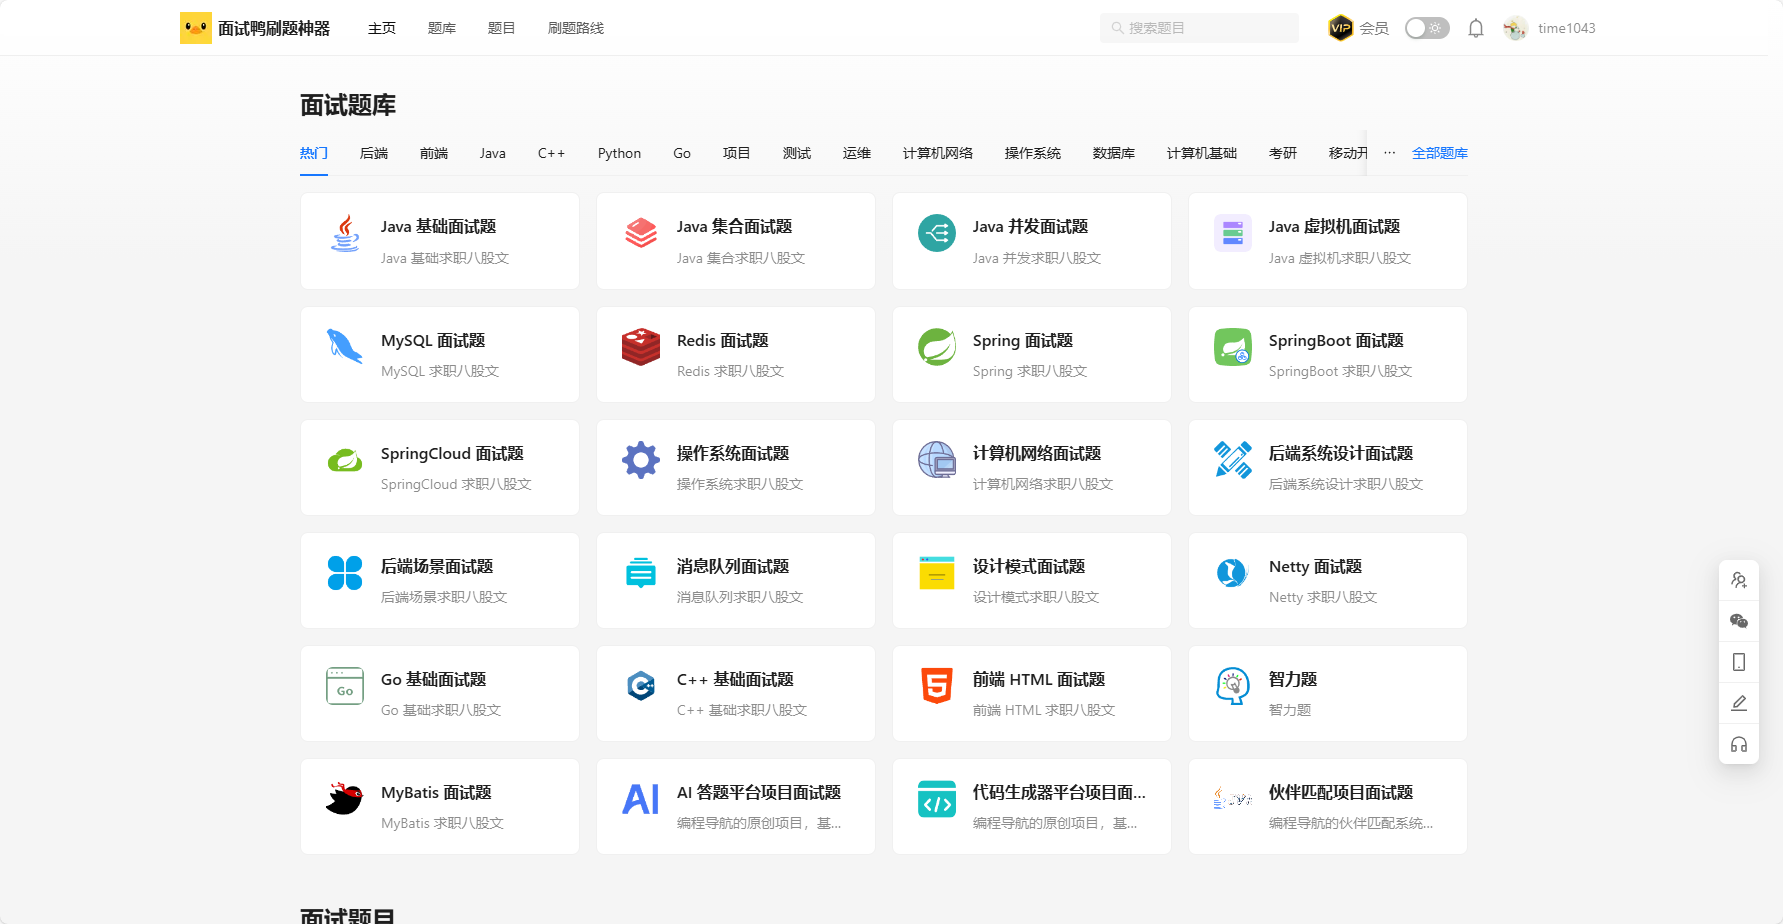 面试鸭刷题神器 主页 题库 题目 刷题路线 搜索题目 VIP 会员 time1043
面试题库
热门 后端 前端 Java C++ Python Go 项目 测试 运维 计算机网络 操作系统 数据库 计算机基础 考研 移动开 ··· 全部题库
Java 基础面试题
Java 基础求职八股文
Java 集合面试题
Java 集合求职八股文
Java 并发面试题
Java 并发求职八股文
Java 虚拟机面试题
Java 虚拟机求职八股文
MySQL 面试题
MySQL 求职八股文
Redis 面试题
Redis 求职八股文
Spring 面试题
Spring 求职八股文
SpringBoot 面试题
SpringBoot 求职八股文
SpringCloud 面试题
SpringCloud 求职八股文
操作系统面试题
操作系统求职八股文
计算机网络面试题
计算机网络求职八股文
后端系统设计面试题
后端系统设计求职八股文
后端场景面试题
后端场景求职八股文
消息队列面试题
消息队列求职八股文
设计模式面试题
设计模式求职八股文
Netty 面试题
Netty 求职八股文
Go
Go 基础面试题
Go 基础求职八股文
C++ 基础面试题
C++ 基础求职八股文
5
前端 HTML 面试题
前端 HTML 求职八股文
智力题
智力题
MyBatis 面试题
MyBatis 求职八股文
AI
AI 答题平台项目面试题
编程导航的原创项目，基...
</>
代码生成器平台项目面...
编程导航的原创项目，基...
伙伴匹配项目面试题
编程导航的伙伴匹配系统...
面试题目